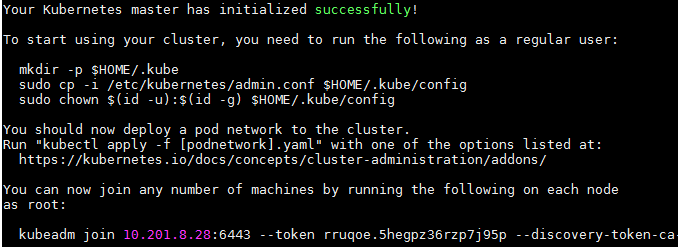 Your Kubernetes master has initialized successfully!
To start using your cluster, you need to run the following as a regular user:
mkdir -p $HOME/.kube
sudo cp -i /etc/kubernetes/admin.conf $HOME/.kube/config
sudo chown $(id -u):$(id -g) $HOME/.kube/config
You should now deploy a pod network to the cluster.
Run "kubectl apply -f [podnetwork].yaml" with one of the options listed at:
https://kubernetes.io/docs/concepts/cluster-administration/addons/
You can now join any number of machines by running the following on each node
as root:
kubeadm join 10.201.8.28:6443 --token rruqoe.5hegpz36rzp7j95p --discovery-token-ca-